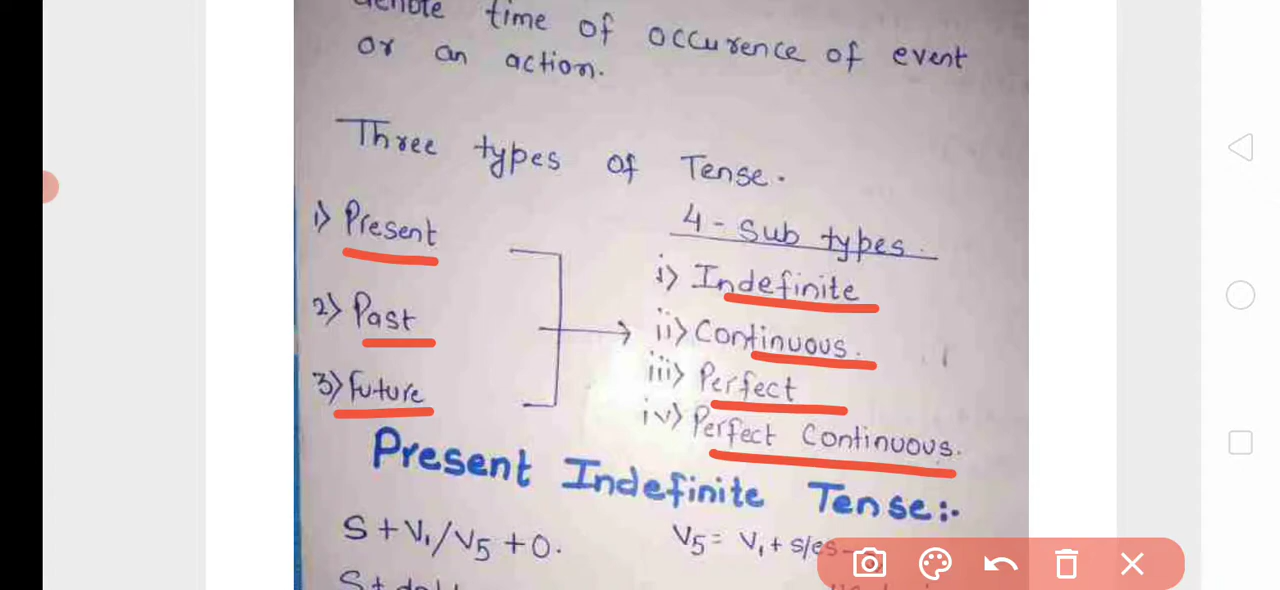 denote time of occurence of event
or an action.
Three types of Tense.
1) Present
2) Past
3) Future
4 - Sub types.
i) Indefinite
ii) Continuous.
iii) Perfect
iv) Perfect Continuous.
Present Indefinite Tense:-
S + V₁/V5 + O.
V5 = V₁ + s/es